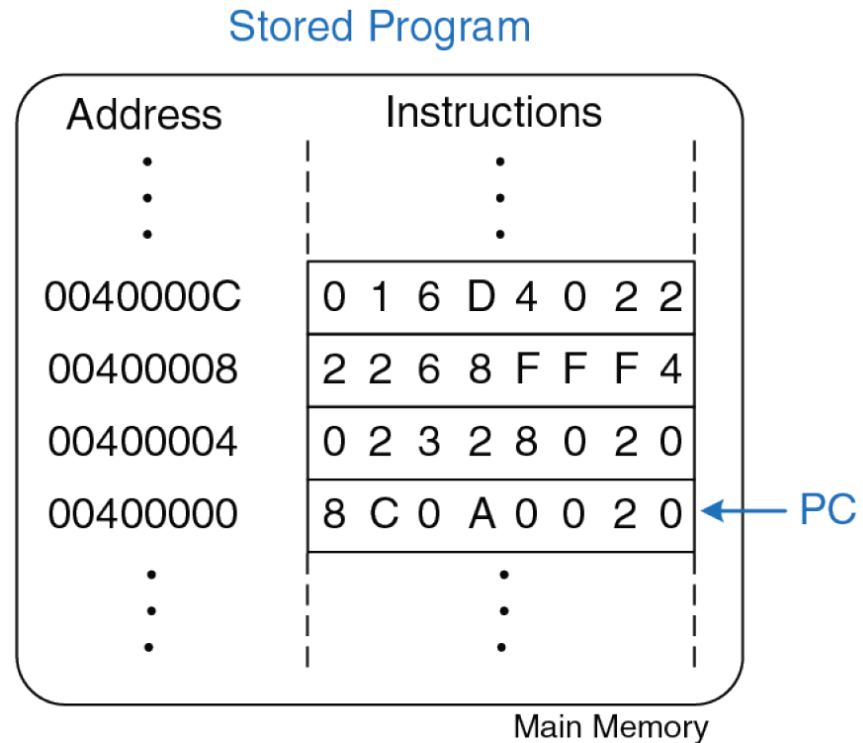 Stored Program
Address Instructions
0040000C 0 1 6 D 4 0 2 2
00400008 2 2 6 8 F F F 4
00400004 0 2 3 2 8 0 2 0
00400000 8 C 0 A 0 0 2 0 PC
Main Memory